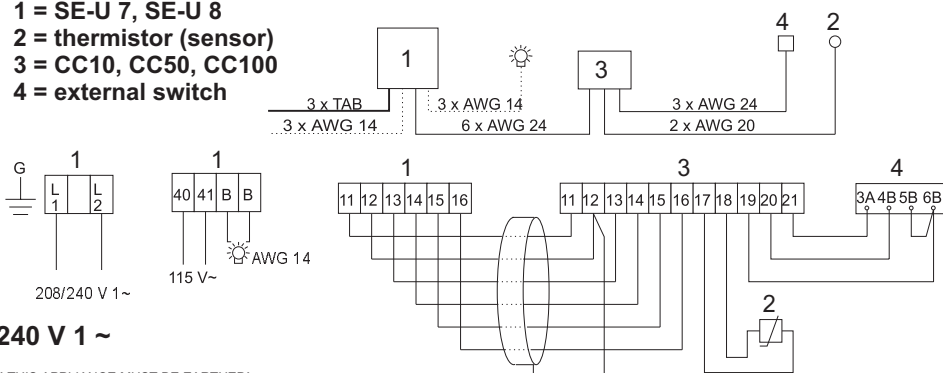 1 = SE-U 7, SE-U 8
2 = thermistor (sensor)
3 = CC10, CC50, CC100
4 = external switch
1
3
4
2
3 x TAB
3 x AWG 14
3 x AWG 24
3 x AWG 14
6 x AWG 24
2 x AWG 20
G
1
1
1
3
4
L 1
L 2
40 41 B B
11 12 13 14 15 16
11 12 13 14 15 16 17 18 19 20 21
3A 4B 5B 6B
AWG 14
115 V~
208/240 V 1~
2
240 V 1 ~